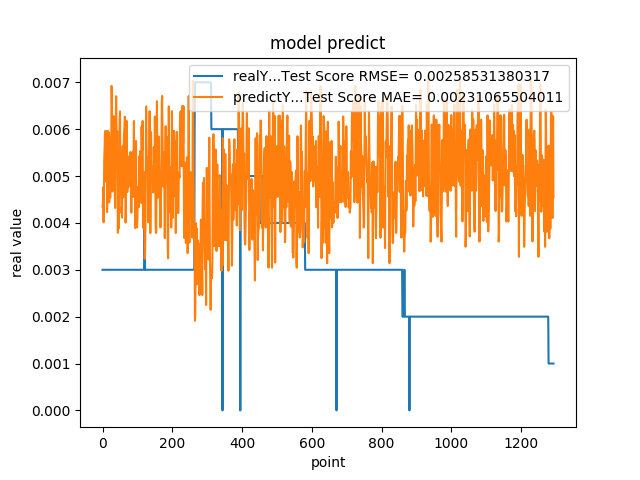 model predict
realY...Test Score RMSE= 0.00258531380317
predictY...Test Score MAE= 0.00231065504011
0.007
0.006
0.005
0.004
0.003
0.002
0.001
0.000
real value
0 200 400 600 800 1000 1200
point